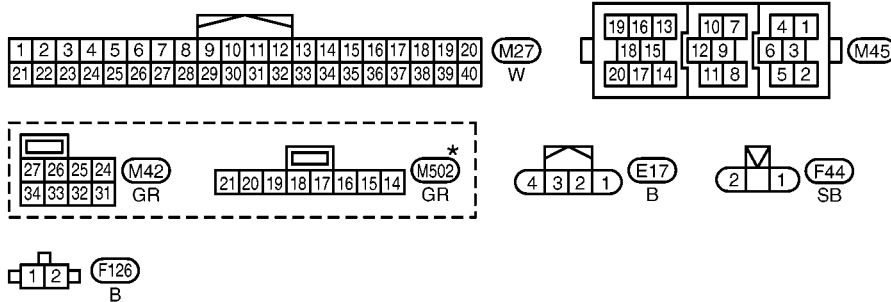 1 2 3 4 5 6 7 8 9 10 11 12 13 14 15 16 17 18 19 20
21 22 23 24 25 26 27 28 29 30 31 32 33 34 35 36 37 38 39 40
M27
W
19 16 13 10 7 4 1
18 15 12 9 6 3
20 17 14 11 8 5 2
M45
27 26 25 24
34 33 32 31
M42
GR
21 20 19 18 17 16 15 14
*
M502
GR
4 3 2 1
E17
B
2 1
F44
SB
1 2
F126
B